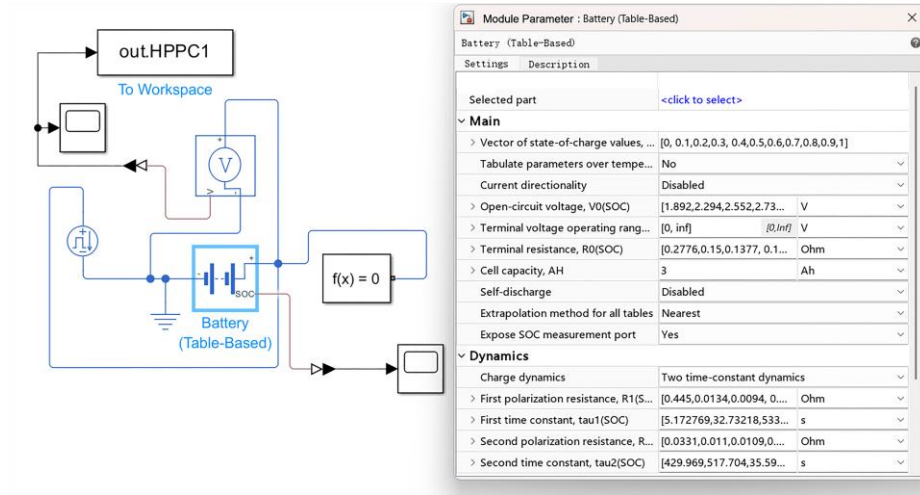 out.HPPC1
To Workspace
V
+
-
V
f(x) = 0
-
+
SOC
Battery
(Table-Based)
Module Parameter : Battery (Table-Based)
Battery (Table-Based)
Settings Description
Selected part <click to select>
Main
Vector of state-of-charge values, ... [0, 0.1,0.2,0.3, 0.4,0.5,0.6,0.7,0.8,0.9,1]
Tabulate parameters over tempe... No
Current directionality Disabled
Open-circuit voltage, V0(SOC) [1.892,2.294,2.552,2.73... V
Terminal voltage operating rang... [0, inf] [0,Inf] V
Terminal resistance, R0(SOC) [0.2776,0.15,0.1377, 0.1... Ohm
Cell capacity, AH 3 Ah
Self-discharge Disabled
Extrapolation method for all tables Nearest
Expose SOC measurement port Yes
Dynamics
Charge dynamics Two time-constant dynamics
First polarization resistance, R1(S... [0.445,0.0134,0.0094, 0.... Ohm
First time constant, tau1(SOC) [5.172769,32.73218,533... s
Second polarization resistance, R... [0.0331,0.011,0.0109,0.... Ohm
Second time constant, tau2(SOC) [429.969,517.704,35.59... s